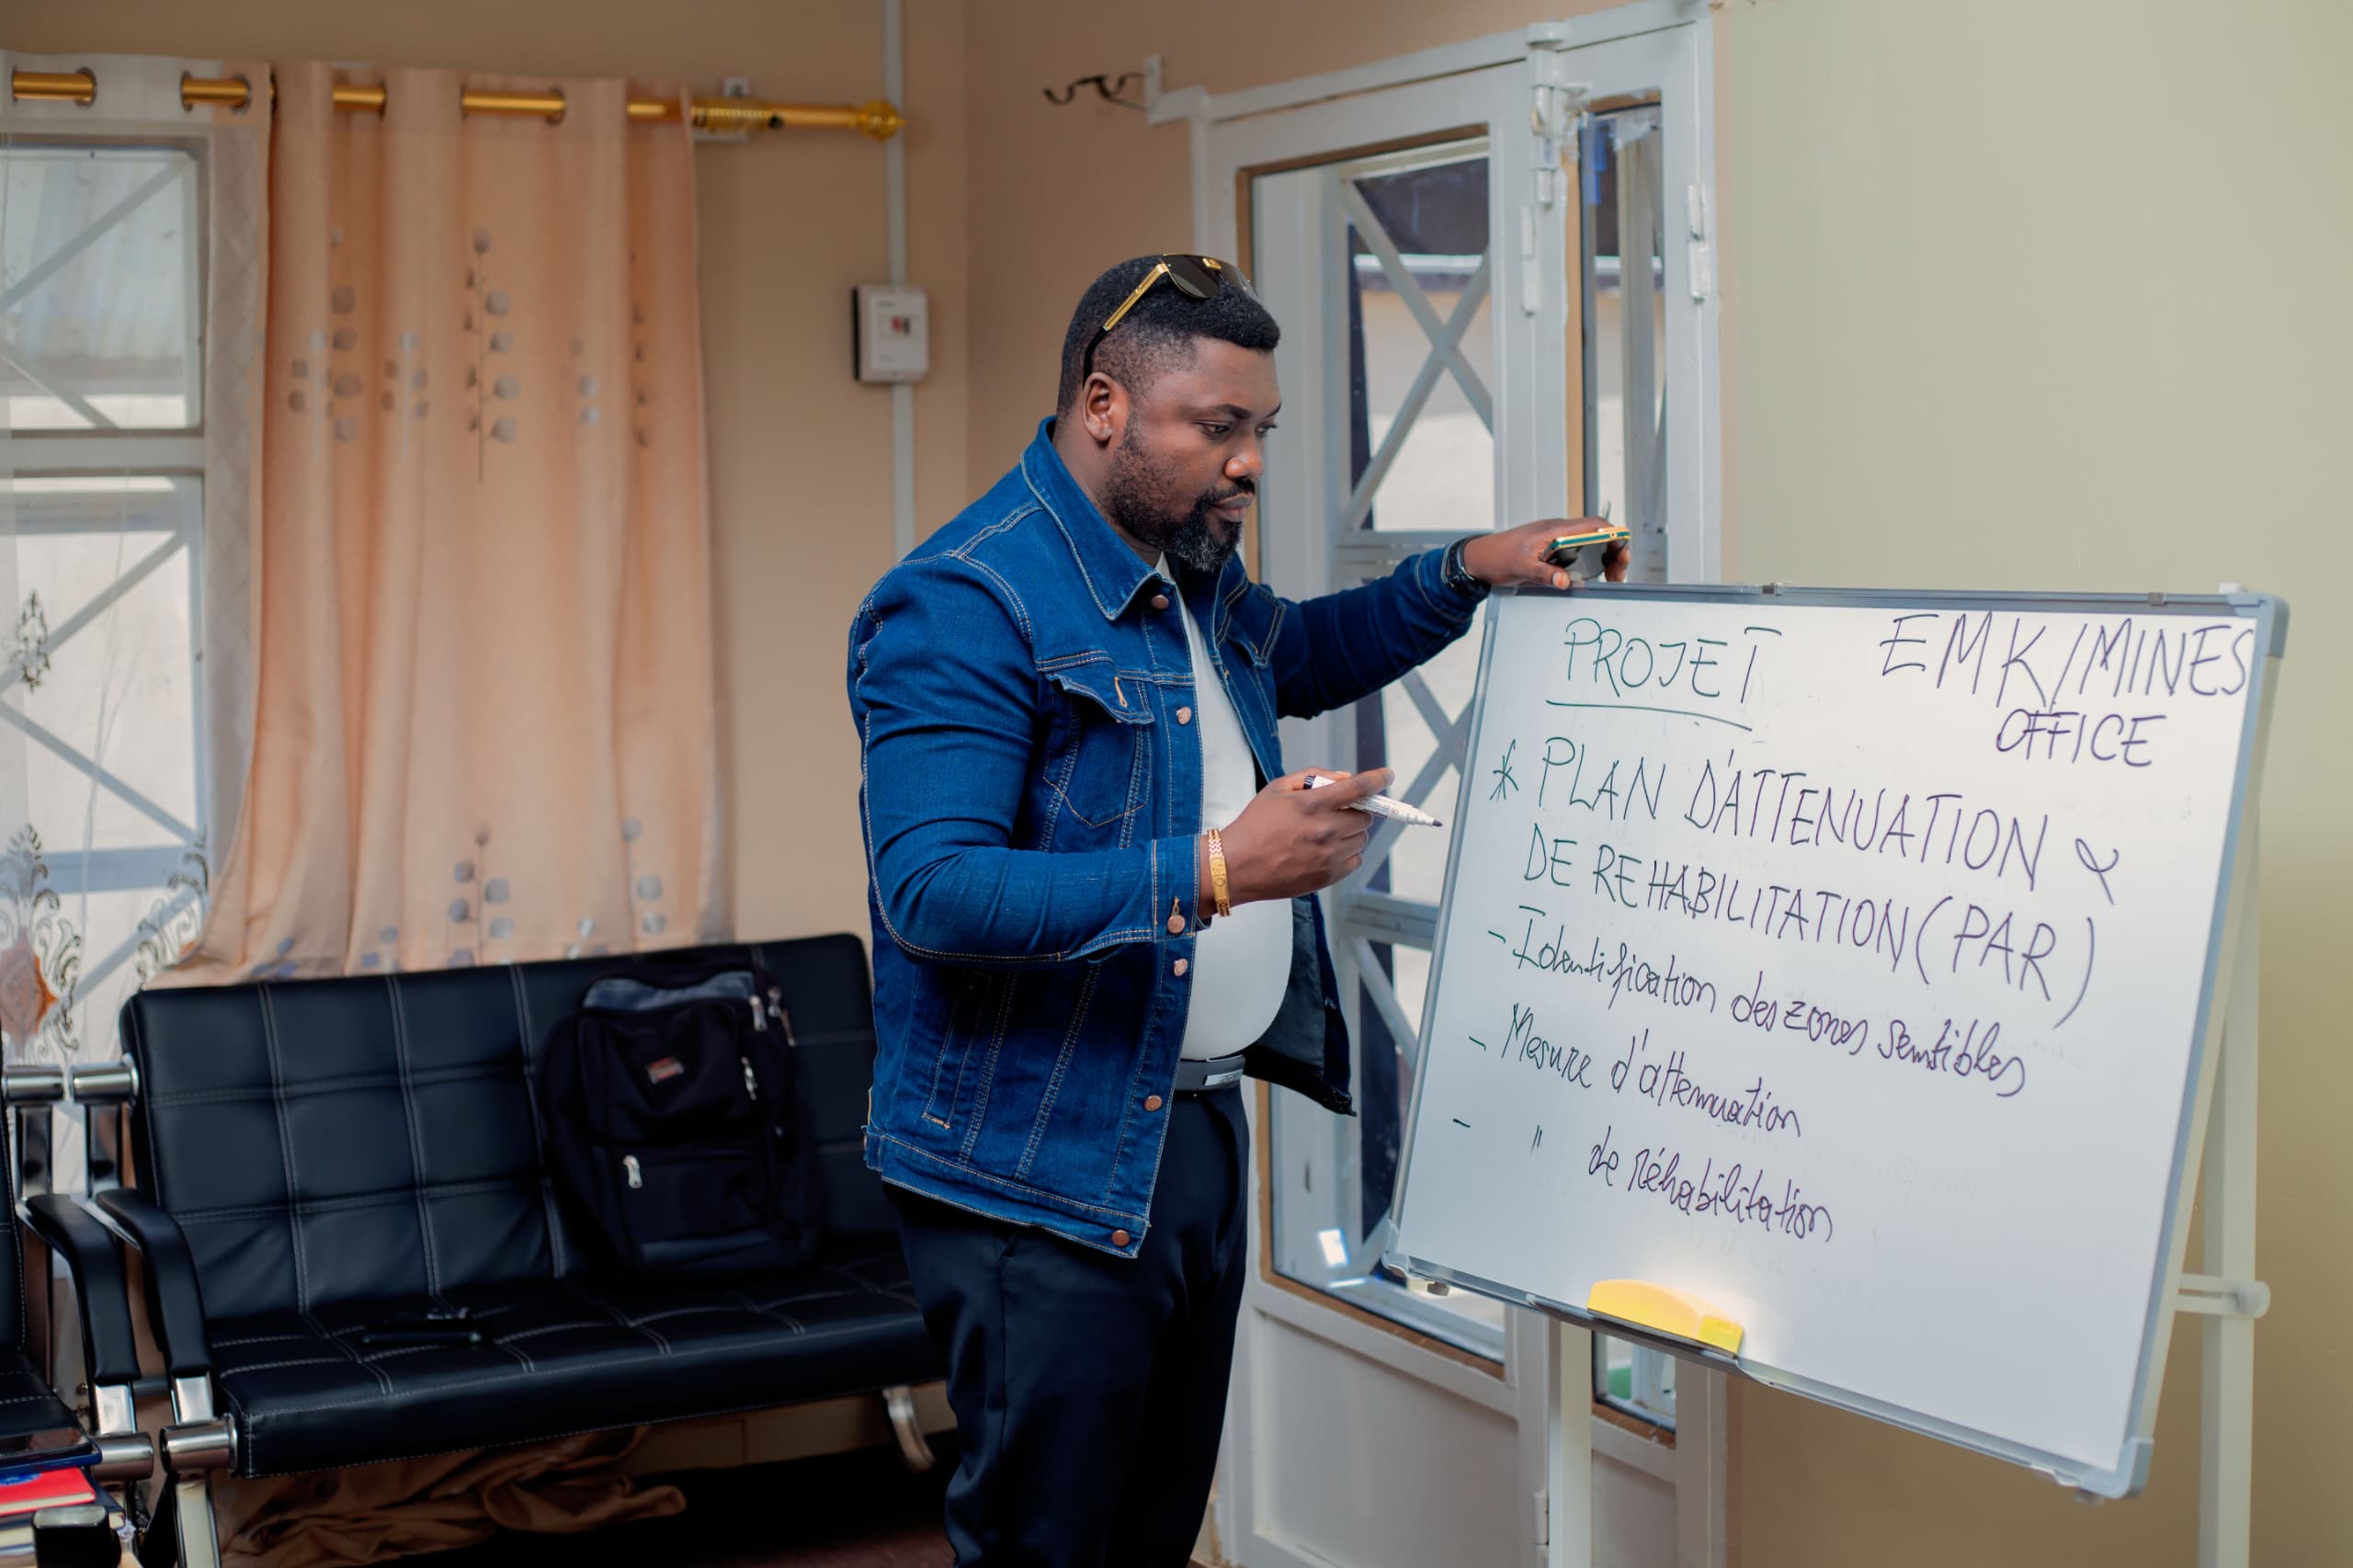 PROJET
EMK/MINES
OFFICE
* PLAN D'ATTENUATION &
DE REHABILITATION (PAR)
- Identification des zones sensibles
- Mesure d'attenuation
- " de réhabilitation